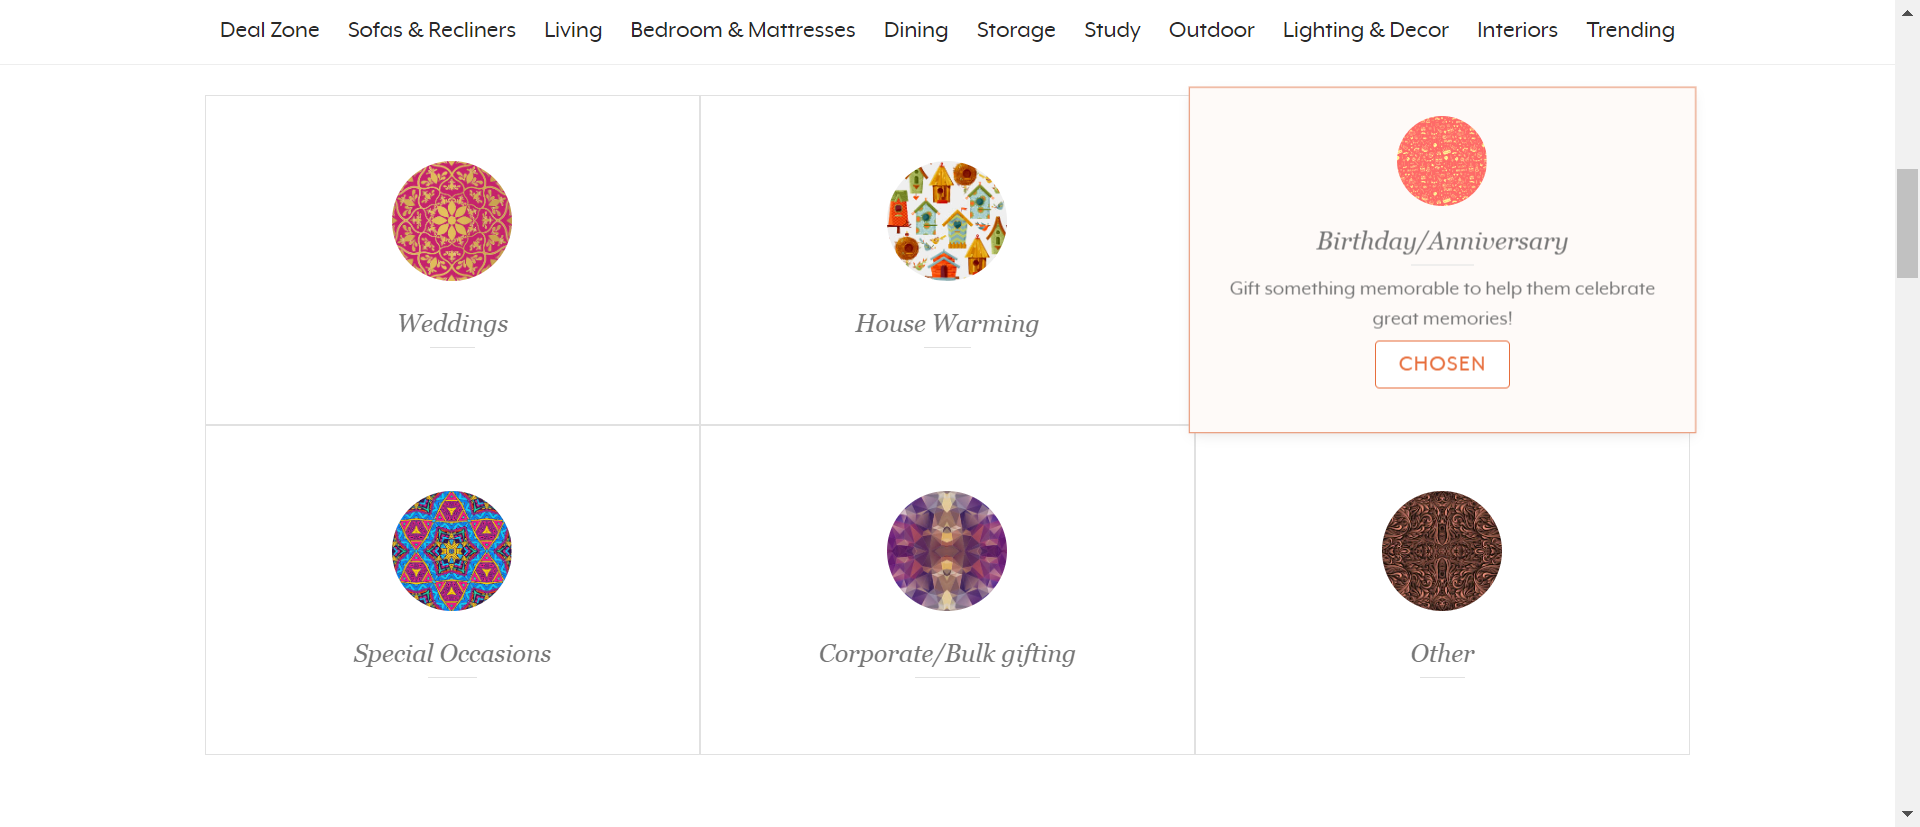 Deal Zone Sofas & Recliners Living Bedroom & Mattresses Dining Storage Study Outdoor Lighting & Decor Interiors Trending
Weddings
House Warming
Birthday/Anniversary
Gift something memorable to help them celebrate
great memories!
CHOSEN
Special Occasions
Corporate/Bulk gifting
Other